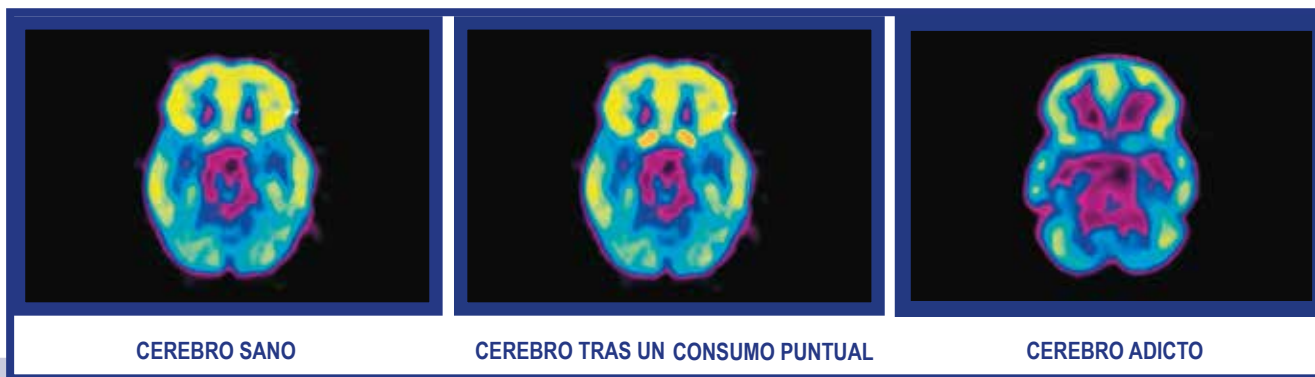 CEREBRO SANO
CEREBRO TRAS UN CONSUMO PUNTUAL
CEREBRO ADICTO